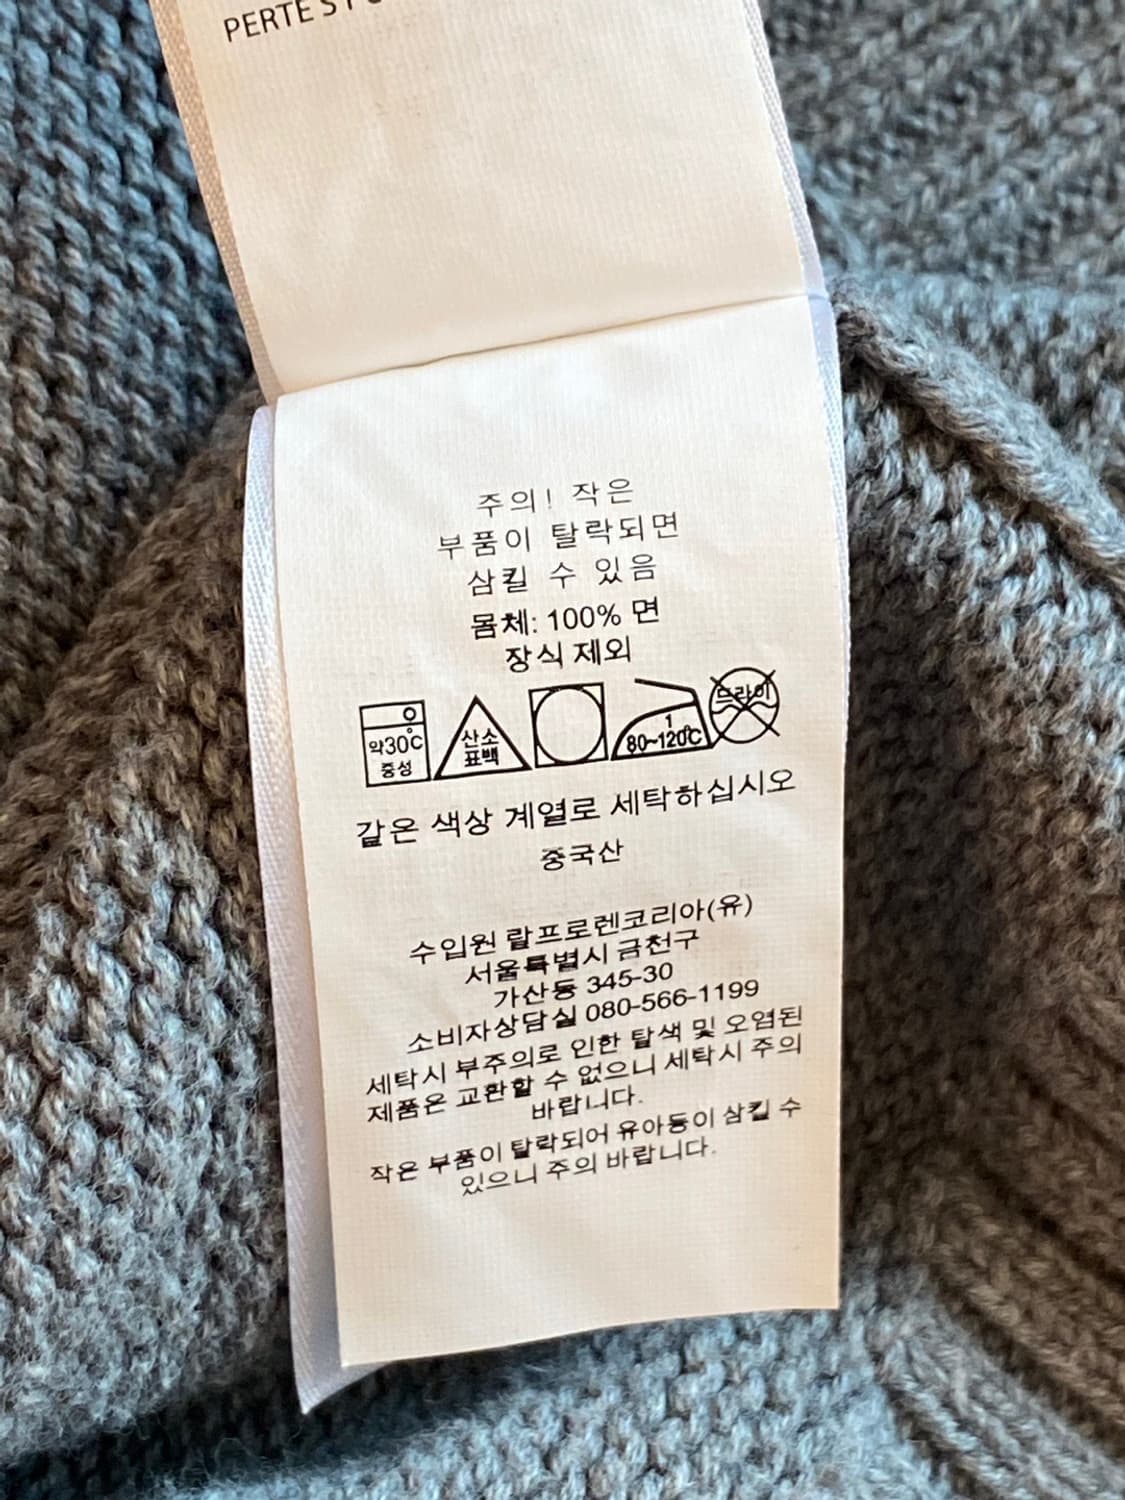 PERTE S
주의! 작은
부품이 탈락되면
삼킬 수 있음
몸체: 100% 면
장식 제외
약30℃
중성
산소
표백
1
80~120℃
드라이
같은 색상 계열로 세탁하십시오
중국산
수입원 랄프로렌코리아(유)
서울특별시 금천구
가산동 345-30
소비자상담실 080-566-1199
세탁시 부주의로 인한 탈색 및 오염된
제품은 교환할 수 없으니 세탁시 주의
바랍니다.
작은 부품이 탈락되어 유아등이 삼킬 수
있으니 주의 바랍니다.